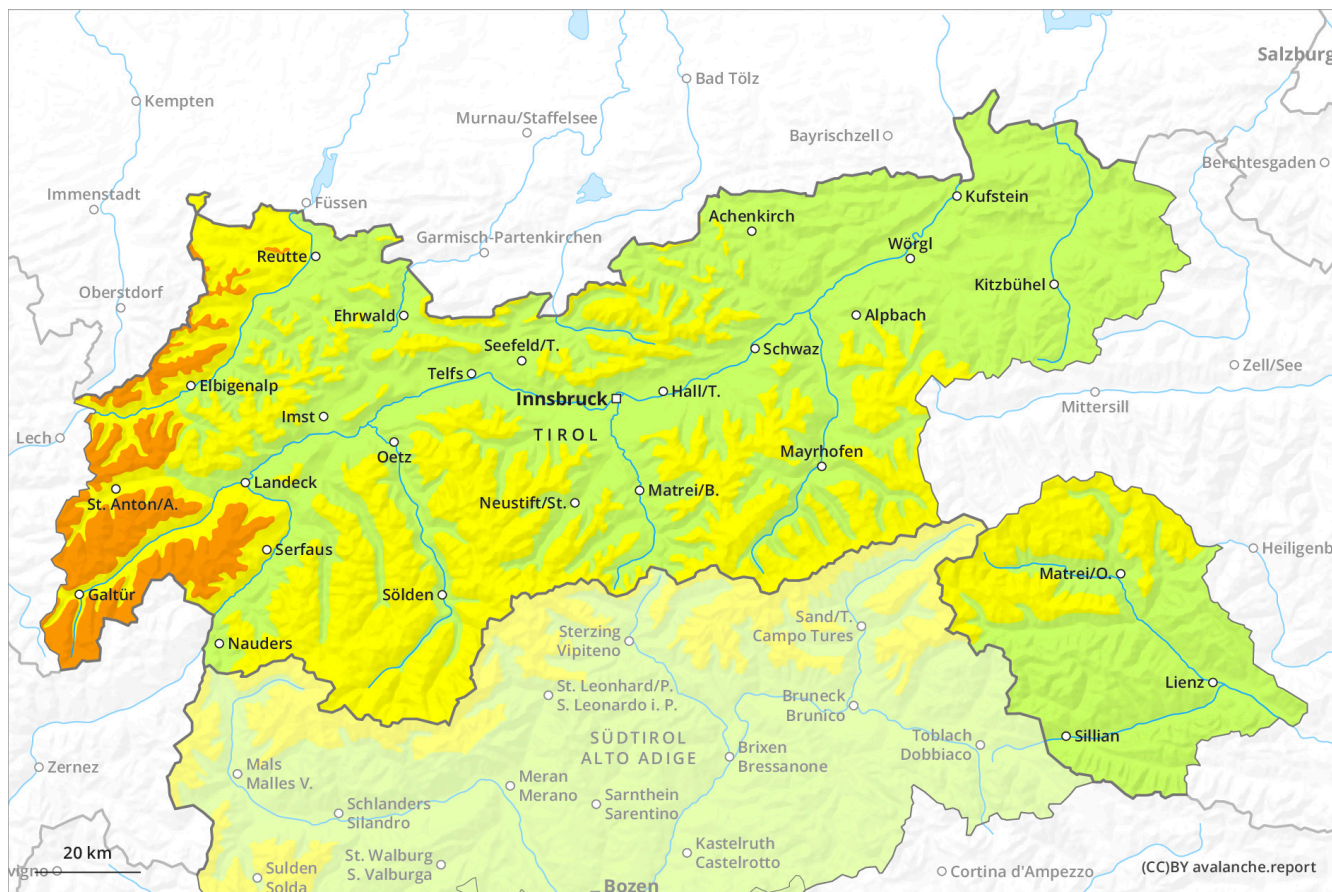 Salzburg
Bad Tölz
Kempten
Murnau/Staffelsee
Bayrischzell
Berchtesgaden
Immenstadt
Füssen
Kufstein
Achenkirch
Garmisch-Partenkirchen
Wörgl
Reutte
Kitzbühel
Oberstdorf
Ehrwald
Alpbach
Seefeld/T.
Schwaz
Zell/See
Telfs
Elbigenalp
Hall/T.
Innsbruck
Mittersill
Imst
TIROL
Lech
Mayrhofen
Oetz
Landeck
St. Anton/A.
Neustift/St.
Matrei/B.
Serfaus
Heiligenb
Matrei/O.
Galtür
Sölden
Sand/T.
Campo Tures
Sterzing
Vipiteno
Nauders
Lienz
St. Leonhard/P.
S. Leonardo i. P.
Bruneck
Brunico
SÜDTIROL
ALTO ADIGE
Toblach
Dobbiaco
Sillian
Brixen
Bressanone
Zernez
Mals
Malles V.
Meran
Merano
Schlanders
Silandro
Sarnthein
Sarentino
Kastelruth
Castelrotto
20 km
St. Walburg
S. Valburga
vigno
Sulden
Solda
Cortina d'Ampezzo
(CC)BY avalanche.report
Bozen